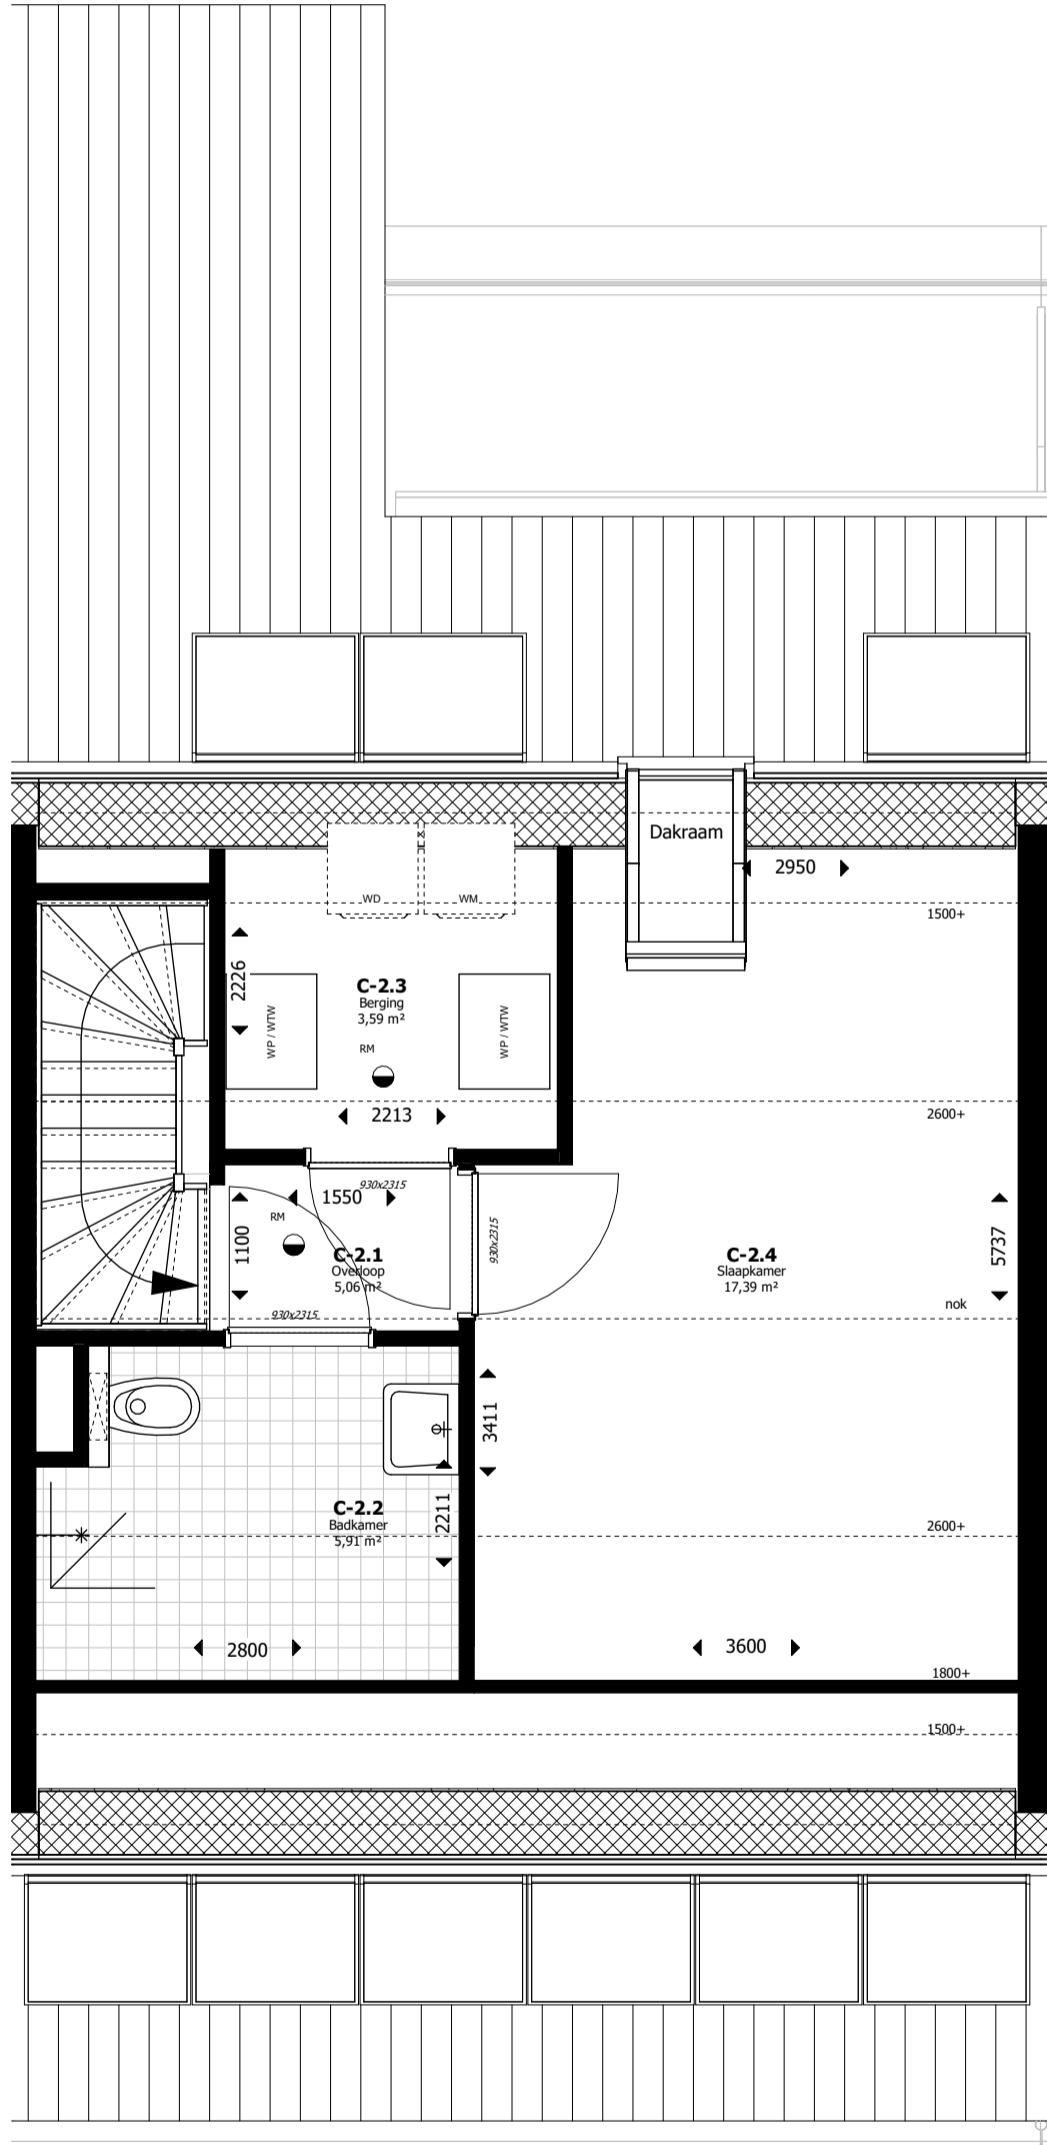 Dakraam
2950
WD
WM
1500+
2226
C-2.3
Berging
3,59 m²
WP / WTW
WP / WTW
RM
2213
2600+
930x2315
1550
RM
1100
930x2315
C-2.1
Overloop
5,06 m²
C-2.4
Slaapkamer
17,39 m²
5737
nok
930x2315
3411
2211
C-2.2
Badkamer
5,91 m²
2600+
2800
3600
1800+
1500+